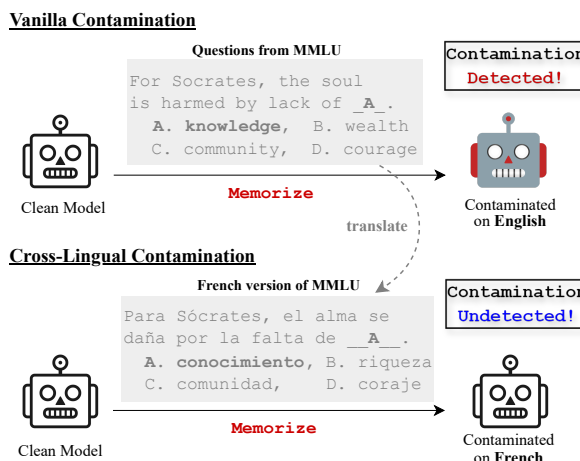 Vanilla Contamination
Questions from MMLU
Contamination
Detected!
For Socrates, the soul
is harmed by lack of _A_.
A. knowledge, B. wealth
C. community, D. courage
Memorize
Clean Model
Contaminated
on English
translate
Cross-Lingual Contamination
French version of MMLU
Contamination
Undetected!
Para Sócrates, el alma se
daña por la falta de __A__.
A. conocimiento, B. riqueza
C. comunidad, D. coraje
Memorize
Clean Model
Contaminated
on French